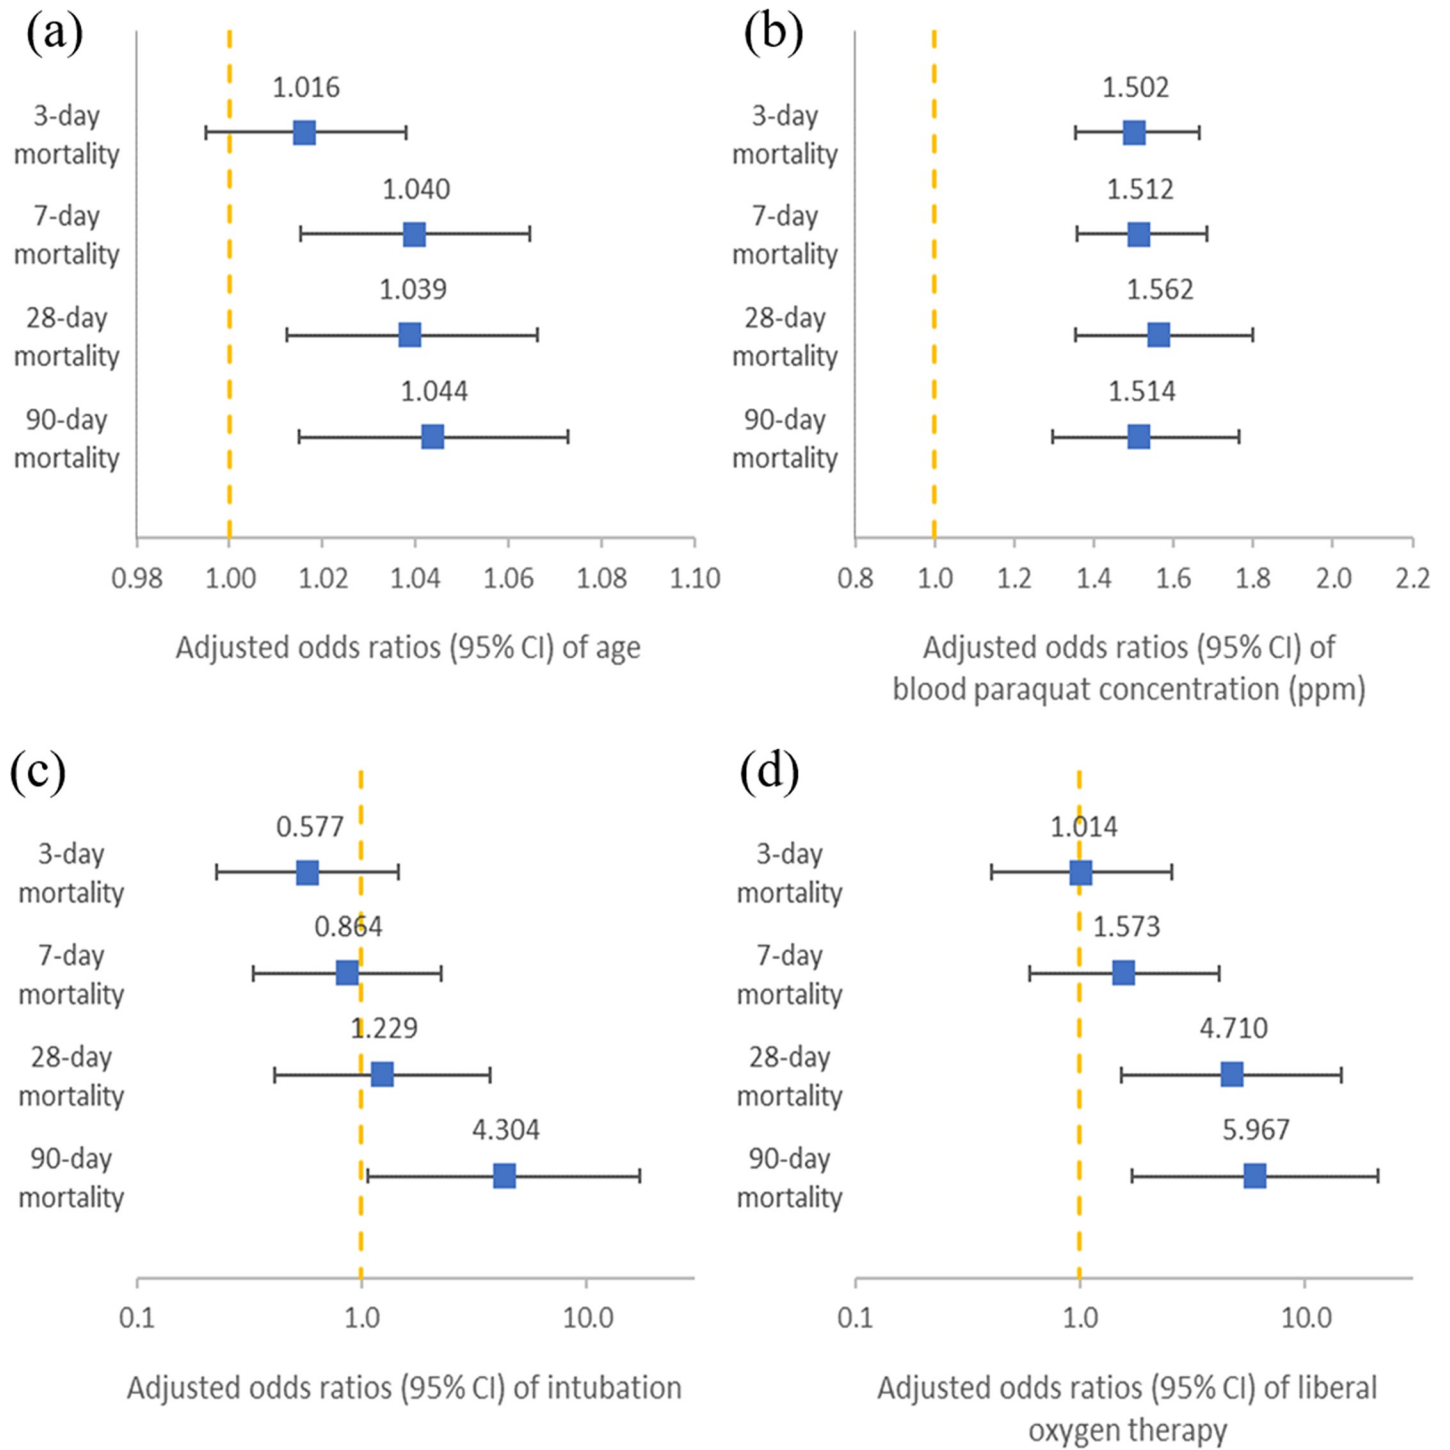 (a)
1.016
3-day
mortality
1.040
7-day
mortality
1.039
28-day
mortality
1.044
90-day
mortality
0.98 1.00 1.02 1.04 1.06 1.08 1.10
Adjusted odds ratios (95% CI) of age
(b)
1.502
3-day
mortality
1.512
7-day
mortality
1.562
28-day
mortality
1.514
90-day
mortality
0.8 1.0 1.2 1.4 1.6 1.8 2.0 2.2
Adjusted odds ratios (95% CI) of
blood paraquat concentration (ppm)
(c)
0.577
3-day
mortality
0.864
7-day
mortality
1.229
28-day
mortality
4.304
90-day
mortality
0.1 1.0 10.0
Adjusted odds ratios (95% CI) of intubation
(d)
1.014
3-day
mortality
1.573
7-day
mortality
4.710
28-day
mortality
5.967
90-day
mortality
0.1 1.0 10.0
Adjusted odds ratios (95% CI) of liberal
oxygen therapy